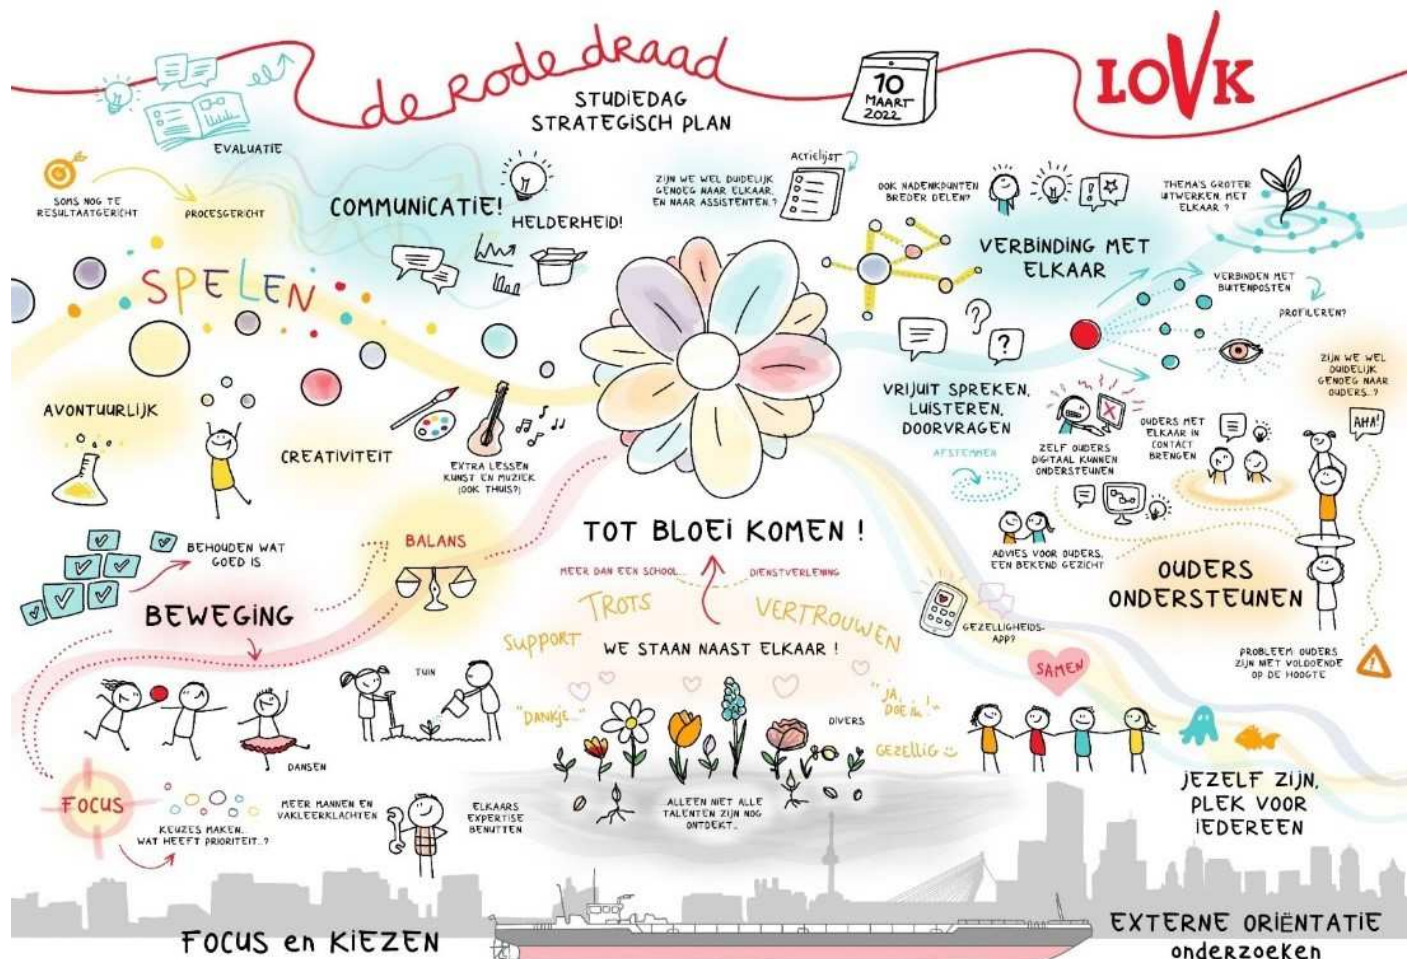 de rode draad
STUDIEDAG
STRATEGISCH PLAN
10
MAART
2022
LOVK
EVALUATIE
SOMS NOG TE
RESULTAATGERICHT
PROCESGERICHT
COMMUNICATIE!
HELDERHEID!
ZIJN WE WEL DUIDELIJK
GENOEG NAAR ELKAAR,
EN NAAR ASSISTENTEN.?
ACTIELIJST
OOK NADENKPUNTEN
BREDER DELEN?
THEMA'S GROTER
UITWERKEN, MET
ELKAAR ?
VERBINDING MET
ELKAAR
VERBINDEN MET
BUITENPOSTEN
PROFILEREN?
SPELEN
ZIJN WE WEL
DUIDELIJK
GENOEG NAAR
OUDERS..?
AHA!
AVONTUURLIJK
CREATIVITEIT
EXTRA LESSEN
KUNST EN MUZIEK
(OOK THUIS?)
VRIJUIT SPREKEN,
LUISTEREN,
DOORVRAGEN
AFSTEMMEN
ZELF OUDERS
DIGITAAL KUNNEN
ONDERSTEUNEN
OUDERS MET
ELKAAR IN
CONTACT
BRENGEN
ADVIES VOOR OUDERS,
EEN BEKEND GEZICHT
OUDERS
ONDERSTEUNEN
BEHOUDEN WAT
GOED IS
BALANS
BEWEGING
TOT BLOEI KOMEN !
MEER DAN EEN SCHOOL...
DIENSTVERLENING
TROTS
VERTROUWEN
SUPPORT
WE STAAN NAAST ELKAAR !
GEZELLIGHEIDS-
APP?
PROBLEEM: OUDERS
ZIJN NIET VOLDOENDE
OP DE HOOGTE
SAMEN
TUIN
DANSEN
"DANKJE..."
"JA,
DOE IK!"
DIVERS
GEZELLIG
ALLEEN NIET ALLE
TALENTEN ZIJN NOG
ONTDEKT..
JEZELF ZIJN,
PLEK VOOR
IEDEREEN
FOCUS
KEUZES MAKEN.
WAT HEEFT PRIORITEIT..?
MEER MANNEN EN
VAKLEERKLACHTEN
ELKAARS
EXPERTISE
BENUTTEN
FOCUS en KIEZEN
EXTERNE ORIËNTATIE
onderzoeken